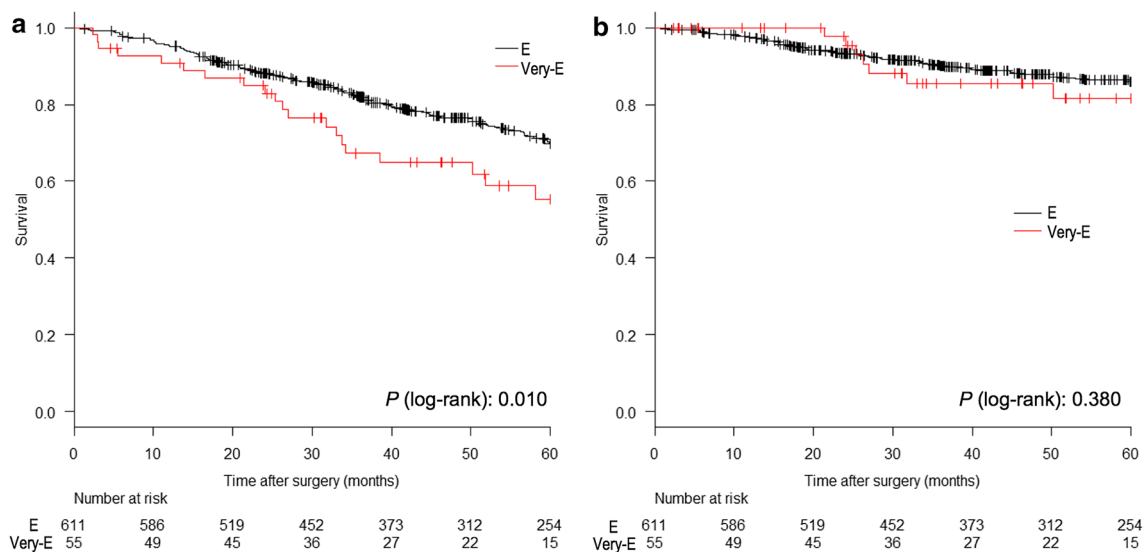 a
1.0
0.8
0.6
0.4
0.2
0.0
Survival
E
Very-E
P (log-rank): 0.010
0 10 20 30 40 50 60
Time after surgery (months)
Number at risk
E 611 586 519 452 373 312 254
Very-E 55 49 45 36 27 22 15
b
1.0
0.8
0.6
0.4
0.2
0.0
Survival
E
Very-E
P (log-rank): 0.380
0 10 20 30 40 50 60
Time after surgery (months)
Number at risk
E 611 586 519 452 373 312 254
Very-E 55 49 45 36 27 22 15